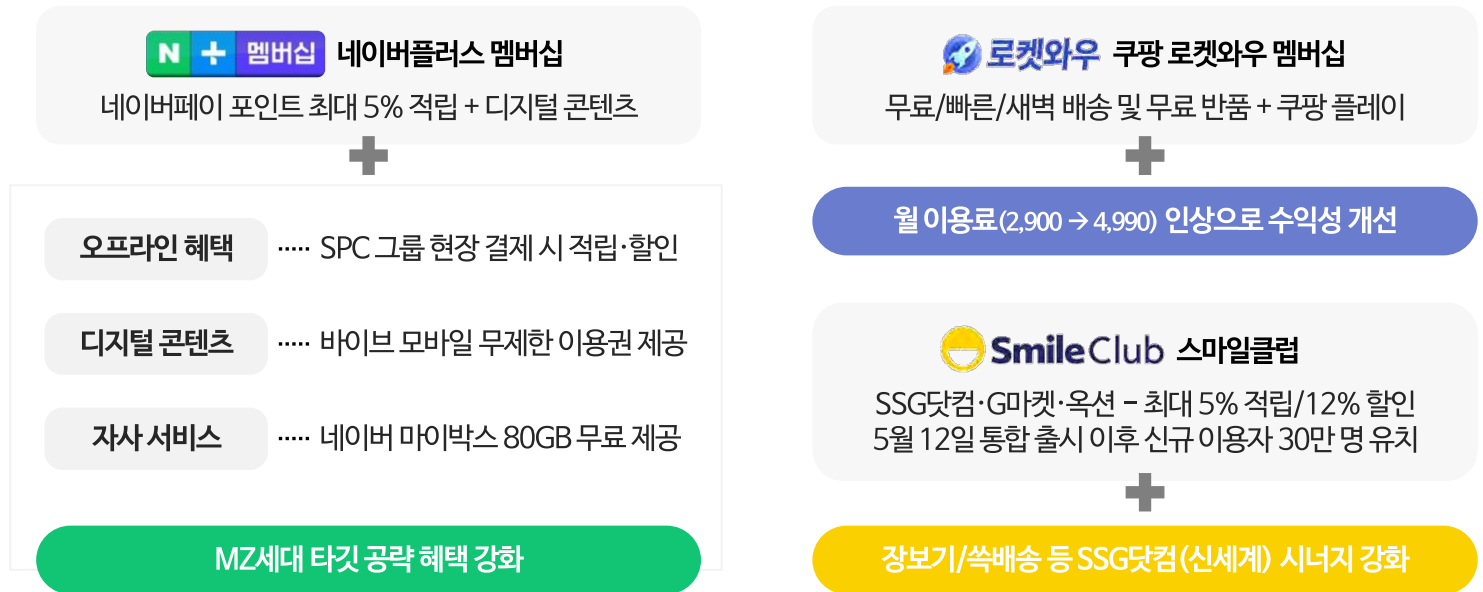 N + 멤버십 네이버플러스 멤버십
네이버페이 포인트 최대 5% 적립 + 디지털 콘텐츠
오프라인 혜택 ····· SPC 그룹 현장 결제 시 적립·할인
디지털 콘텐츠 ····· 바이브 모바일 무제한 이용권 제공
자사 서비스 ····· 네이버 마이박스 80GB 무료 제공
MZ세대 타깃 공략 혜택 강화
로켓와우 쿠팡 로켓와우 멤버십
무료/빠른/새벽 배송 및 무료 반품 + 쿠팡 플레이
월 이용료(2,900 → 4,990) 인상으로 수익성 개선
Smile Club 스마일클럽
SSG닷컴·G마켓·옥션 – 최대 5% 적립/12% 할인
5월 12일 통합 출시 이후 신규 이용자 30만 명 유치
장보기/쓱배송 등 SSG닷컴(신세계) 시너지 강화